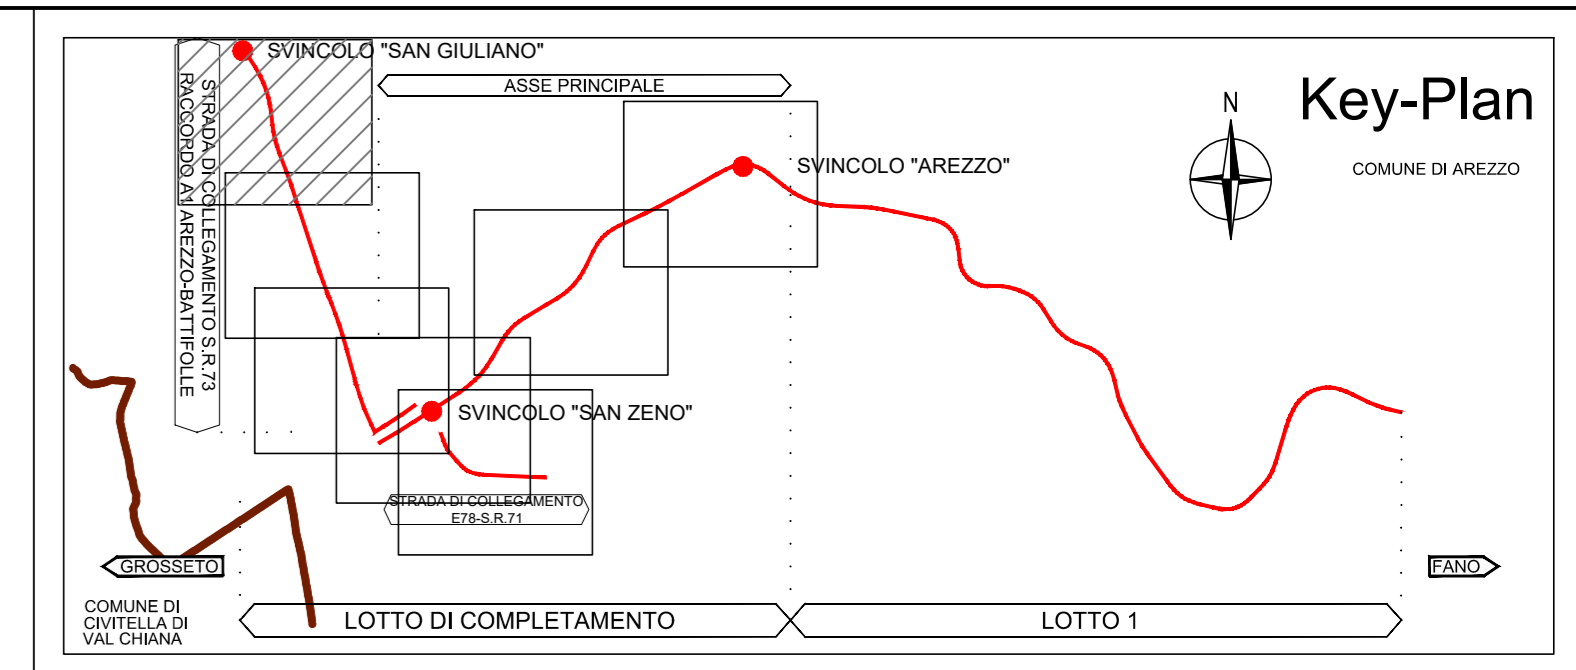 SVINCOLO "SAN GIULIANO"
ASSE PRINCIPALE
Key-Plan
N
COMUNE DI AREZZO
SVINCOLO "AREZZO"
STRADA DI COLLEGAMENTO S.R.73
RACCORDO A1 AREZZO-BATTIFOLLE
SVINCOLO "SAN ZENO"
STRADA DI COLLEGAMENTO
E78-S.R.71
GROSSETO
FANO
COMUNE DI
CIVITELLA DI
VAL CHIANA
LOTTO DI COMPLETAMENTO
LOTTO 1